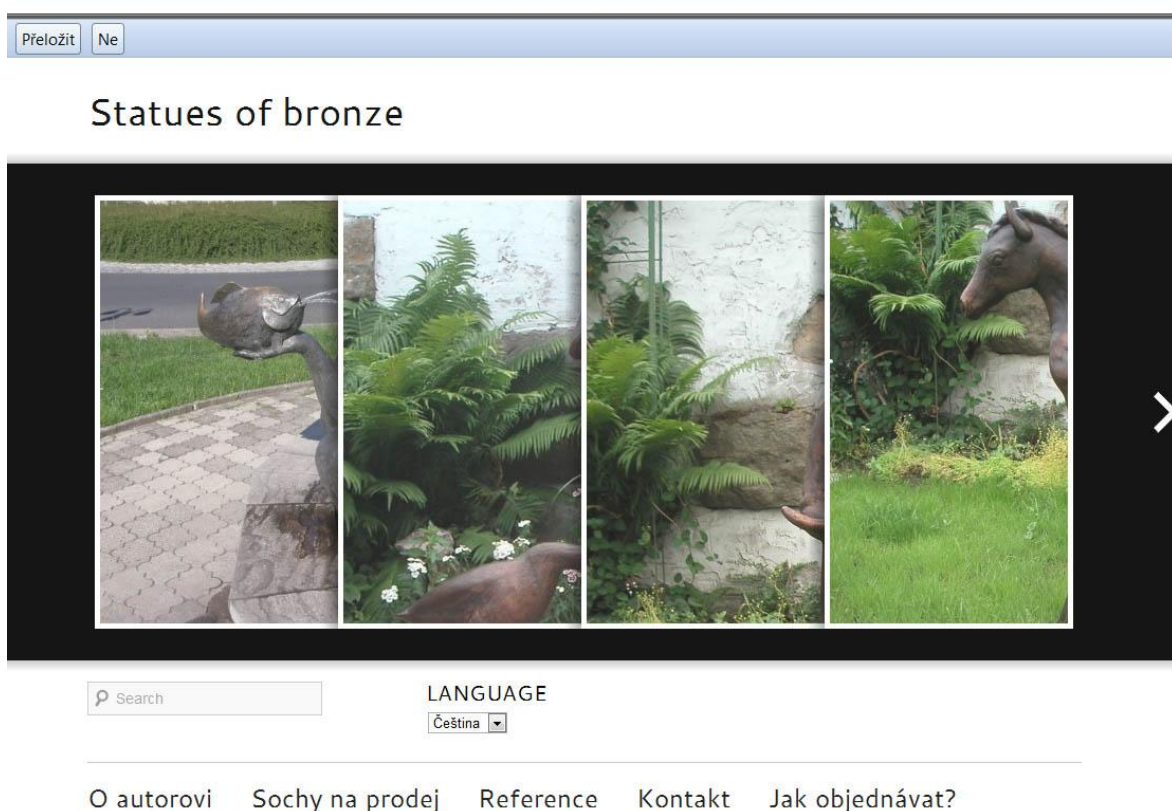 Přeložit Ne
Statues of bronze
Search
LANGUAGE
Čeština
O autorovi Sochy na prodej Reference Kontakt Jak objednávat?